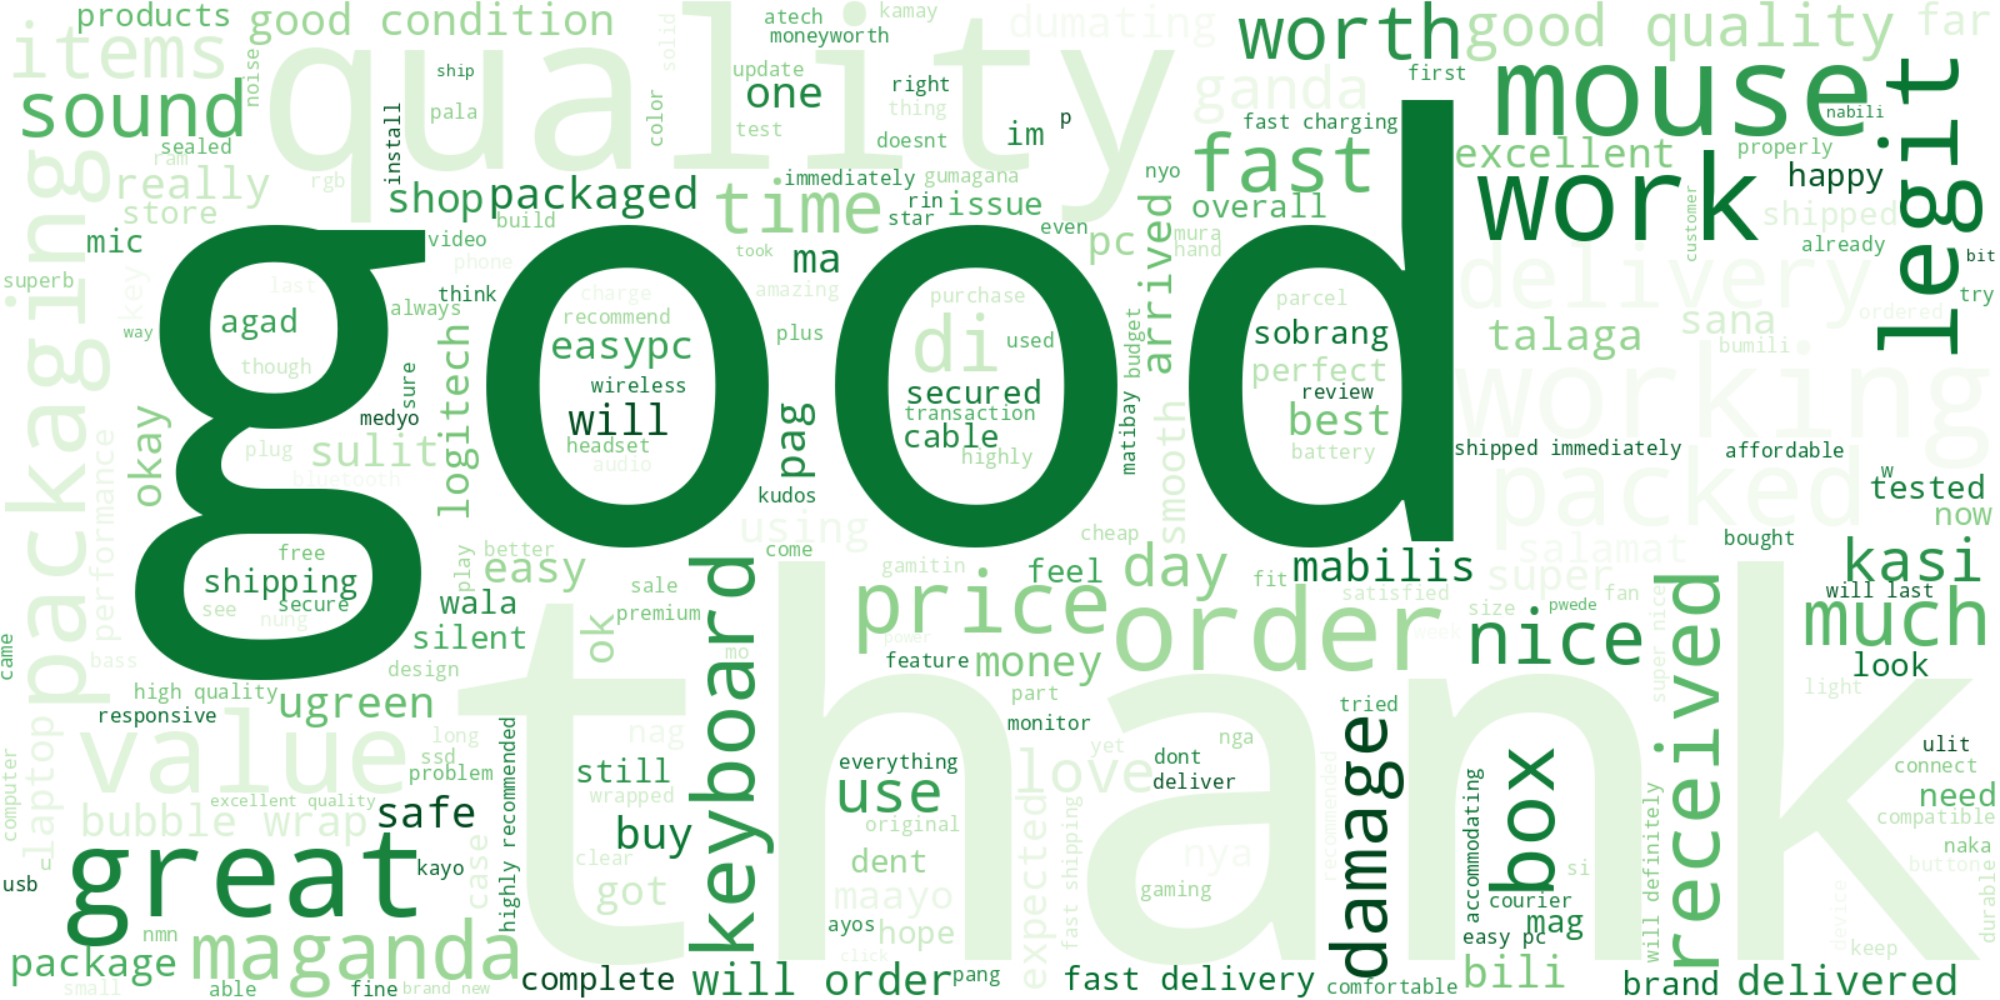 products
good condition
items
quality
atech
kamay
moneyworth
dumating
worth
good quality
far
sound
noise
ship
solid
update
one
right
thing
ganda
first
mouse
legit
nabili
pala
color
test
im
p
fast charging
fast
sealed
ram
really
rgb
install
doesnt
excellent
properly
work
happy
store
shop
packaged
build
time
immediately
gumagana
rin
star
issue
nyo
overall
customer
shipped
already
packaging
mic
key
video
phone
took
ma
even
pc
mura
hand
arrived
delivery
bit
superb
last
think
always
charge
amazing
purchase
parcel
ordered
try
good
way
agad
though
logitech
recommend
easypc
plus
di
used
budget
sobrang
talaga
sana
bumili
sure
wireless
secured
perfect
review
working
medyo
okay
will
pag
transaction
cable
matibay
smooth
best
performance
plug
sulit
headset
audio
highly
battery
shipped immediately
affordable
bluetooth
kudos
packed
w
tested
now
using
cheap
bought
free
better
come
salamat
kasi
shipping
play
easy
sale
gamitin
feel
day
fit
mabilis
super
will last
see
secure
nung
wala
premium
price
satisfied
size
pwede
fan
much
silent
ok
keyboard
power
order
week
nice
received
super nice
came
bass
design
mo
feature
money
look
high quality
ugreen
thank
part
light
responsive
monitor
tried
laptop
value
long
nag
yet
nga
damage
box
ulit
computer
ssd
problem
still
everything
love
dont
deliver
connect
excellent quality
wrapped
use
recommended
accommodating
will definitely
need
bubble wrap
safe
highly recommended
buy
original
expected
fast shipping
compatible
great
case
clear
dent
nya
naka
button
usb
kayo
got
maayo
gaming
si
courier
durable
nmn
ayos
hope
mag
easy pc
device
keep
package
maganda
click
small
able
fine
brand new
complete
will order
pang
fast delivery
comfortable
bili
brand
delivered